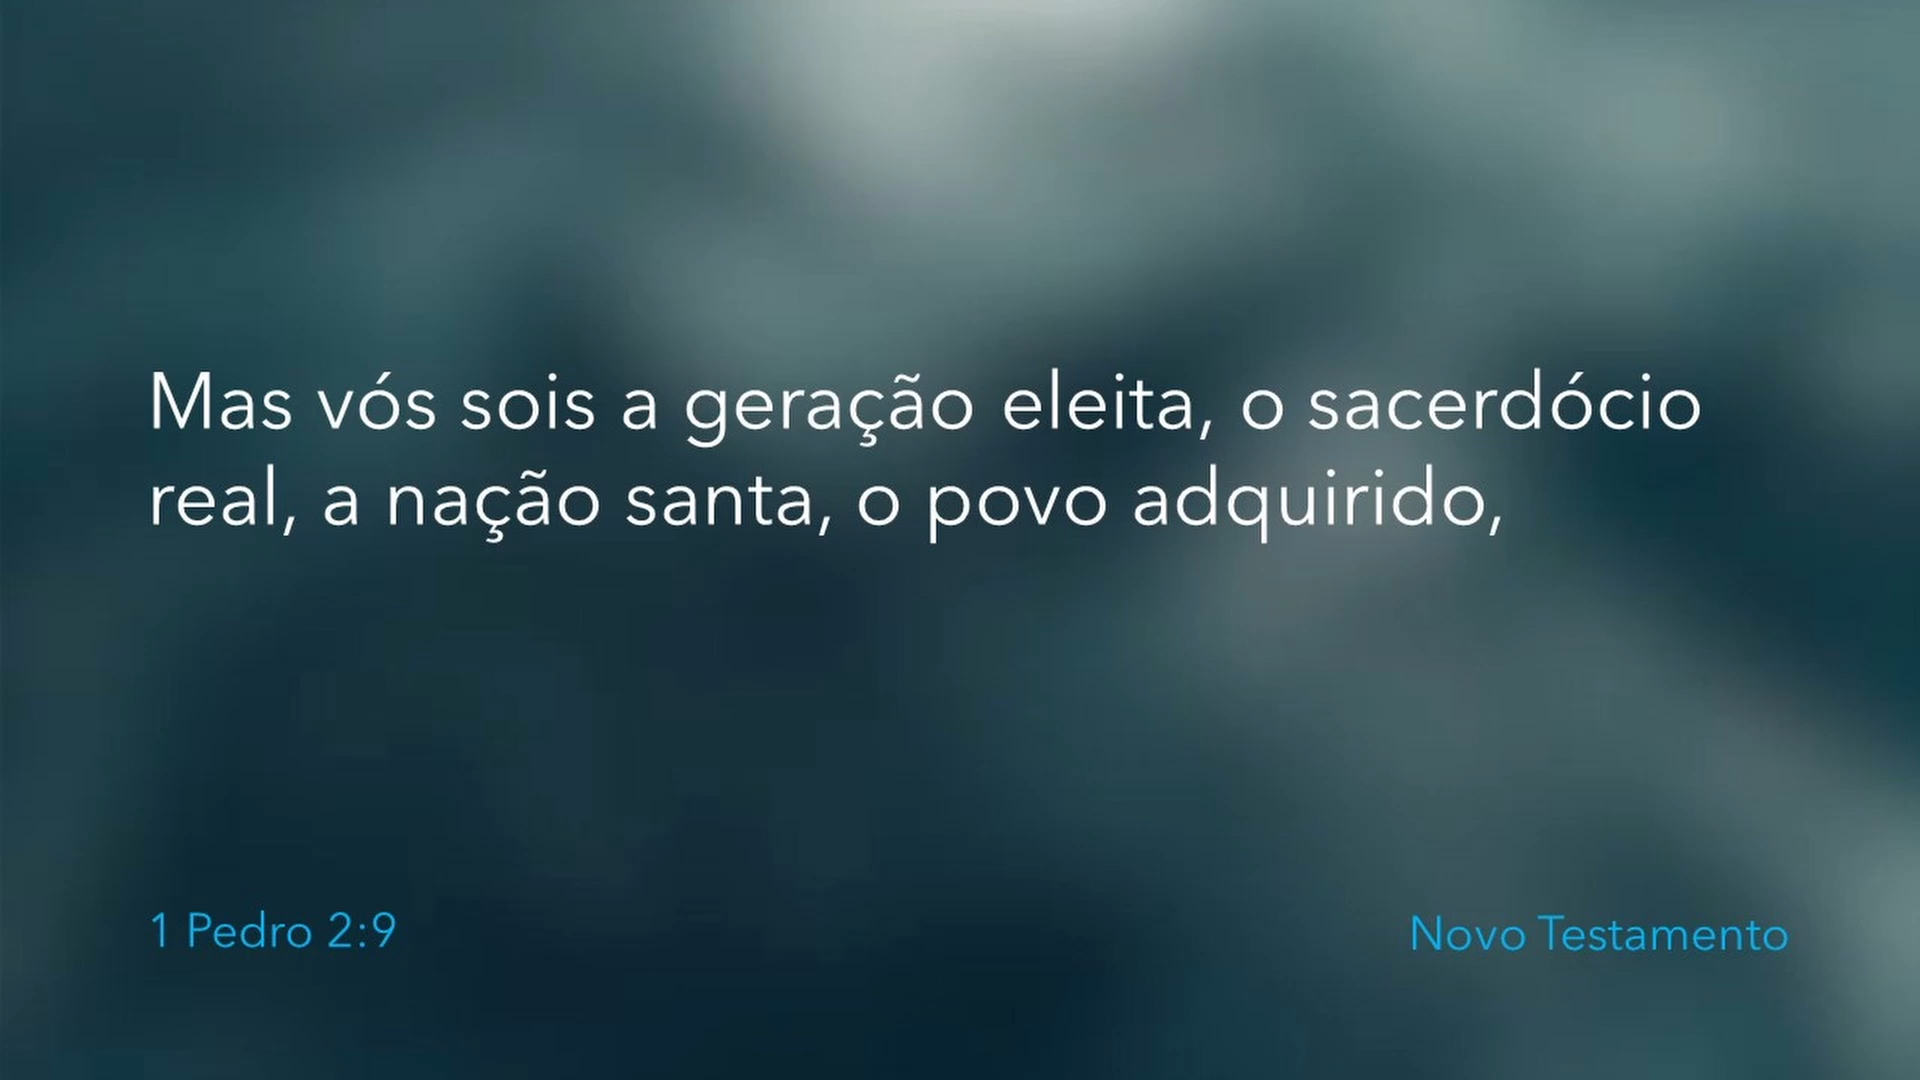 Mas vós sois a geração eleita, o sacerdócio
real, a nação santa, o povo adquirido,
1 Pedro 2:9
Novo Testamento